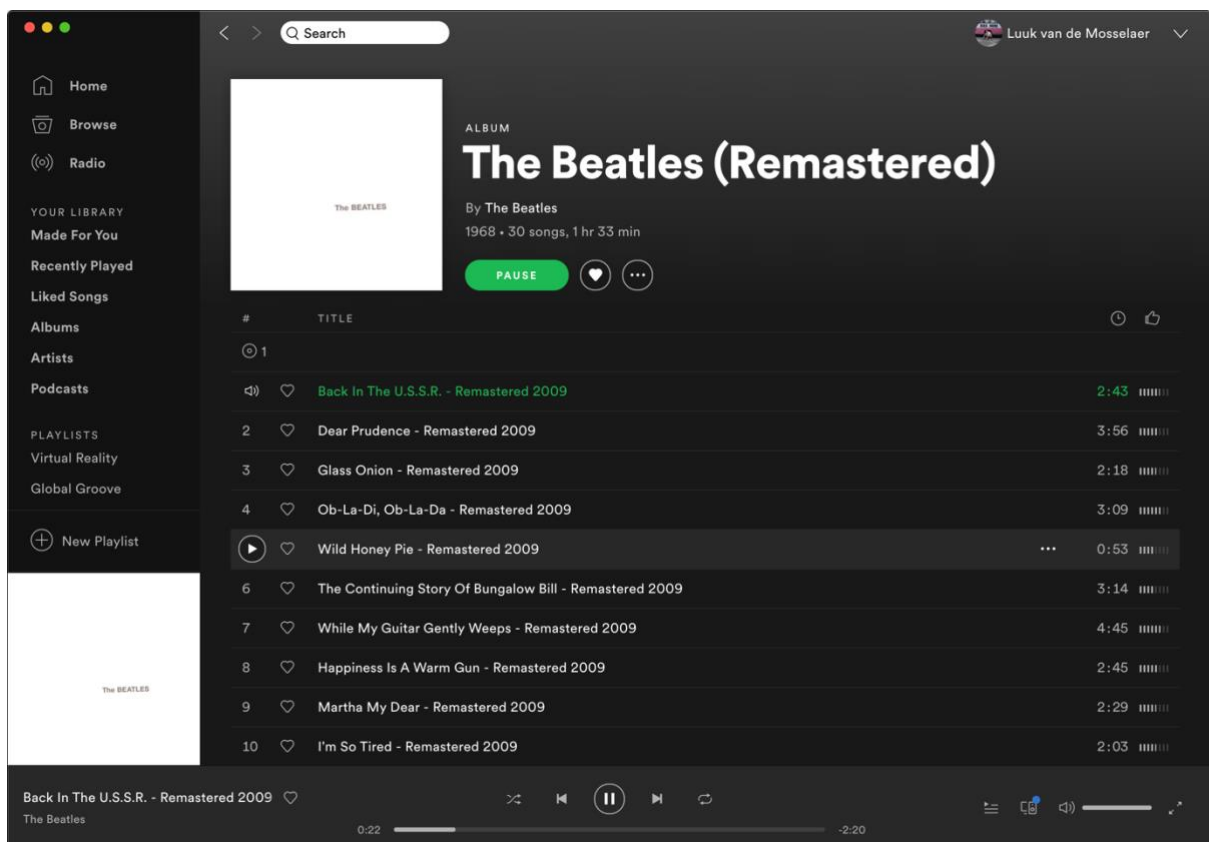 Search
Luuk van de Mosselaer
Home
Browse
Radio
YOUR LIBRARY
Made For You
Recently Played
Liked Songs
Albums
Artists
Podcasts
PLAYLISTS
Virtual Reality
Global Groove
New Playlist
The BEATLES
The BEATLES
ALBUM
The Beatles (Remastered)
By The Beatles
1968 • 30 songs, 1 hr 33 min
PAUSE
# TITLE
1
Back In The U.S.S.R. - Remastered 2009 2:43
2 Dear Prudence - Remastered 2009 3:56
3 Glass Onion - Remastered 2009 2:18
4 Ob-La-Di, Ob-La-Da - Remastered 2009 3:09
Wild Honey Pie - Remastered 2009 ••• 0:53
6 The Continuing Story Of Bungalow Bill - Remastered 2009 3:14
7 While My Guitar Gently Weeps - Remastered 2009 4:45
8 Happiness Is A Warm Gun - Remastered 2009 2:45
9 Martha My Dear - Remastered 2009 2:29
10 I'm So Tired - Remastered 2009 2:03
Back In The U.S.S.R. - Remastered 2009
The Beatles
0:22 -2:20